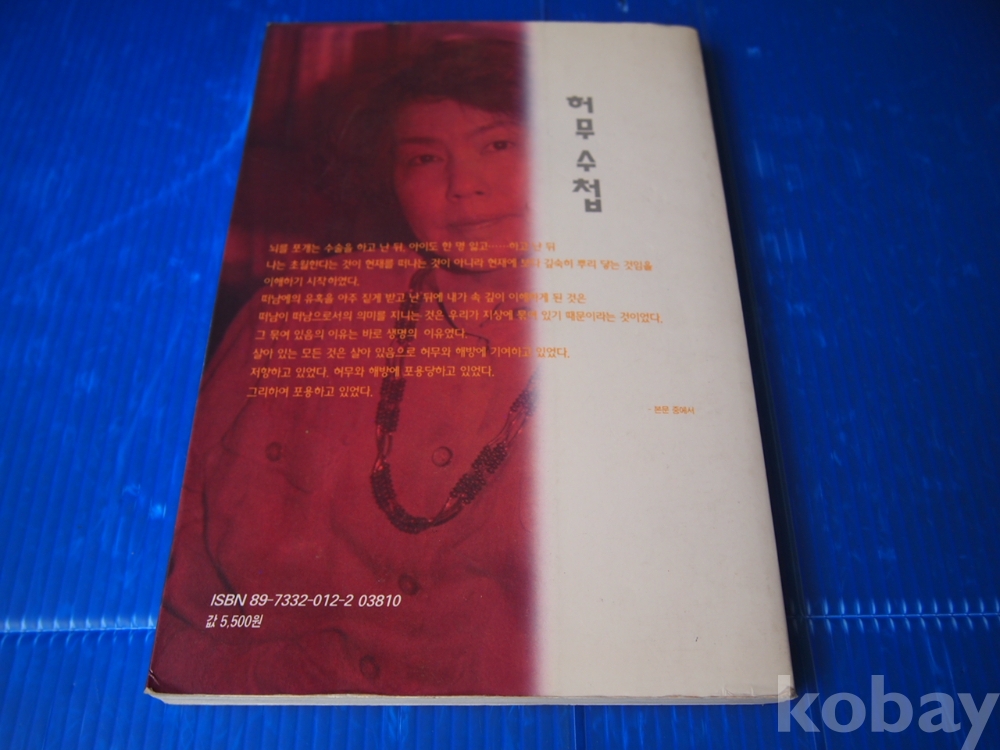 허무수첩
뇌를 쪼개는 수술을 하고 난 뒤, 아이도 한 명 잃고……하고 난 뒤
나는 초월한다는 것이 현재를 떠나는 것이 아니라 현재에 보다 깊숙히 뿌리 닿는 것임을
이해하기 시작하였다.
떠남에의 유혹을 아주 짙게 받고 난 뒤에 내가 속 깊이 이해하게 된 것은
떠남이 떠남으로서의 의미를 지니는 것은 우리가 지상에 묶여 있기 때문이라는 것이었다.
그 묶여 있음의 이유는 바로 생명의 이유였다.
살아 있는 모든 것은 살아 있음으로 허무와 해방에 기여하고 있었다.
저항하고 있었다. 허무와 해방에 포용당하고 있었다.
그리하여 포용하고 있었다.
- 본문 중에서
ISBN 89-7332-012-2 03810
값 5,500원
kobay